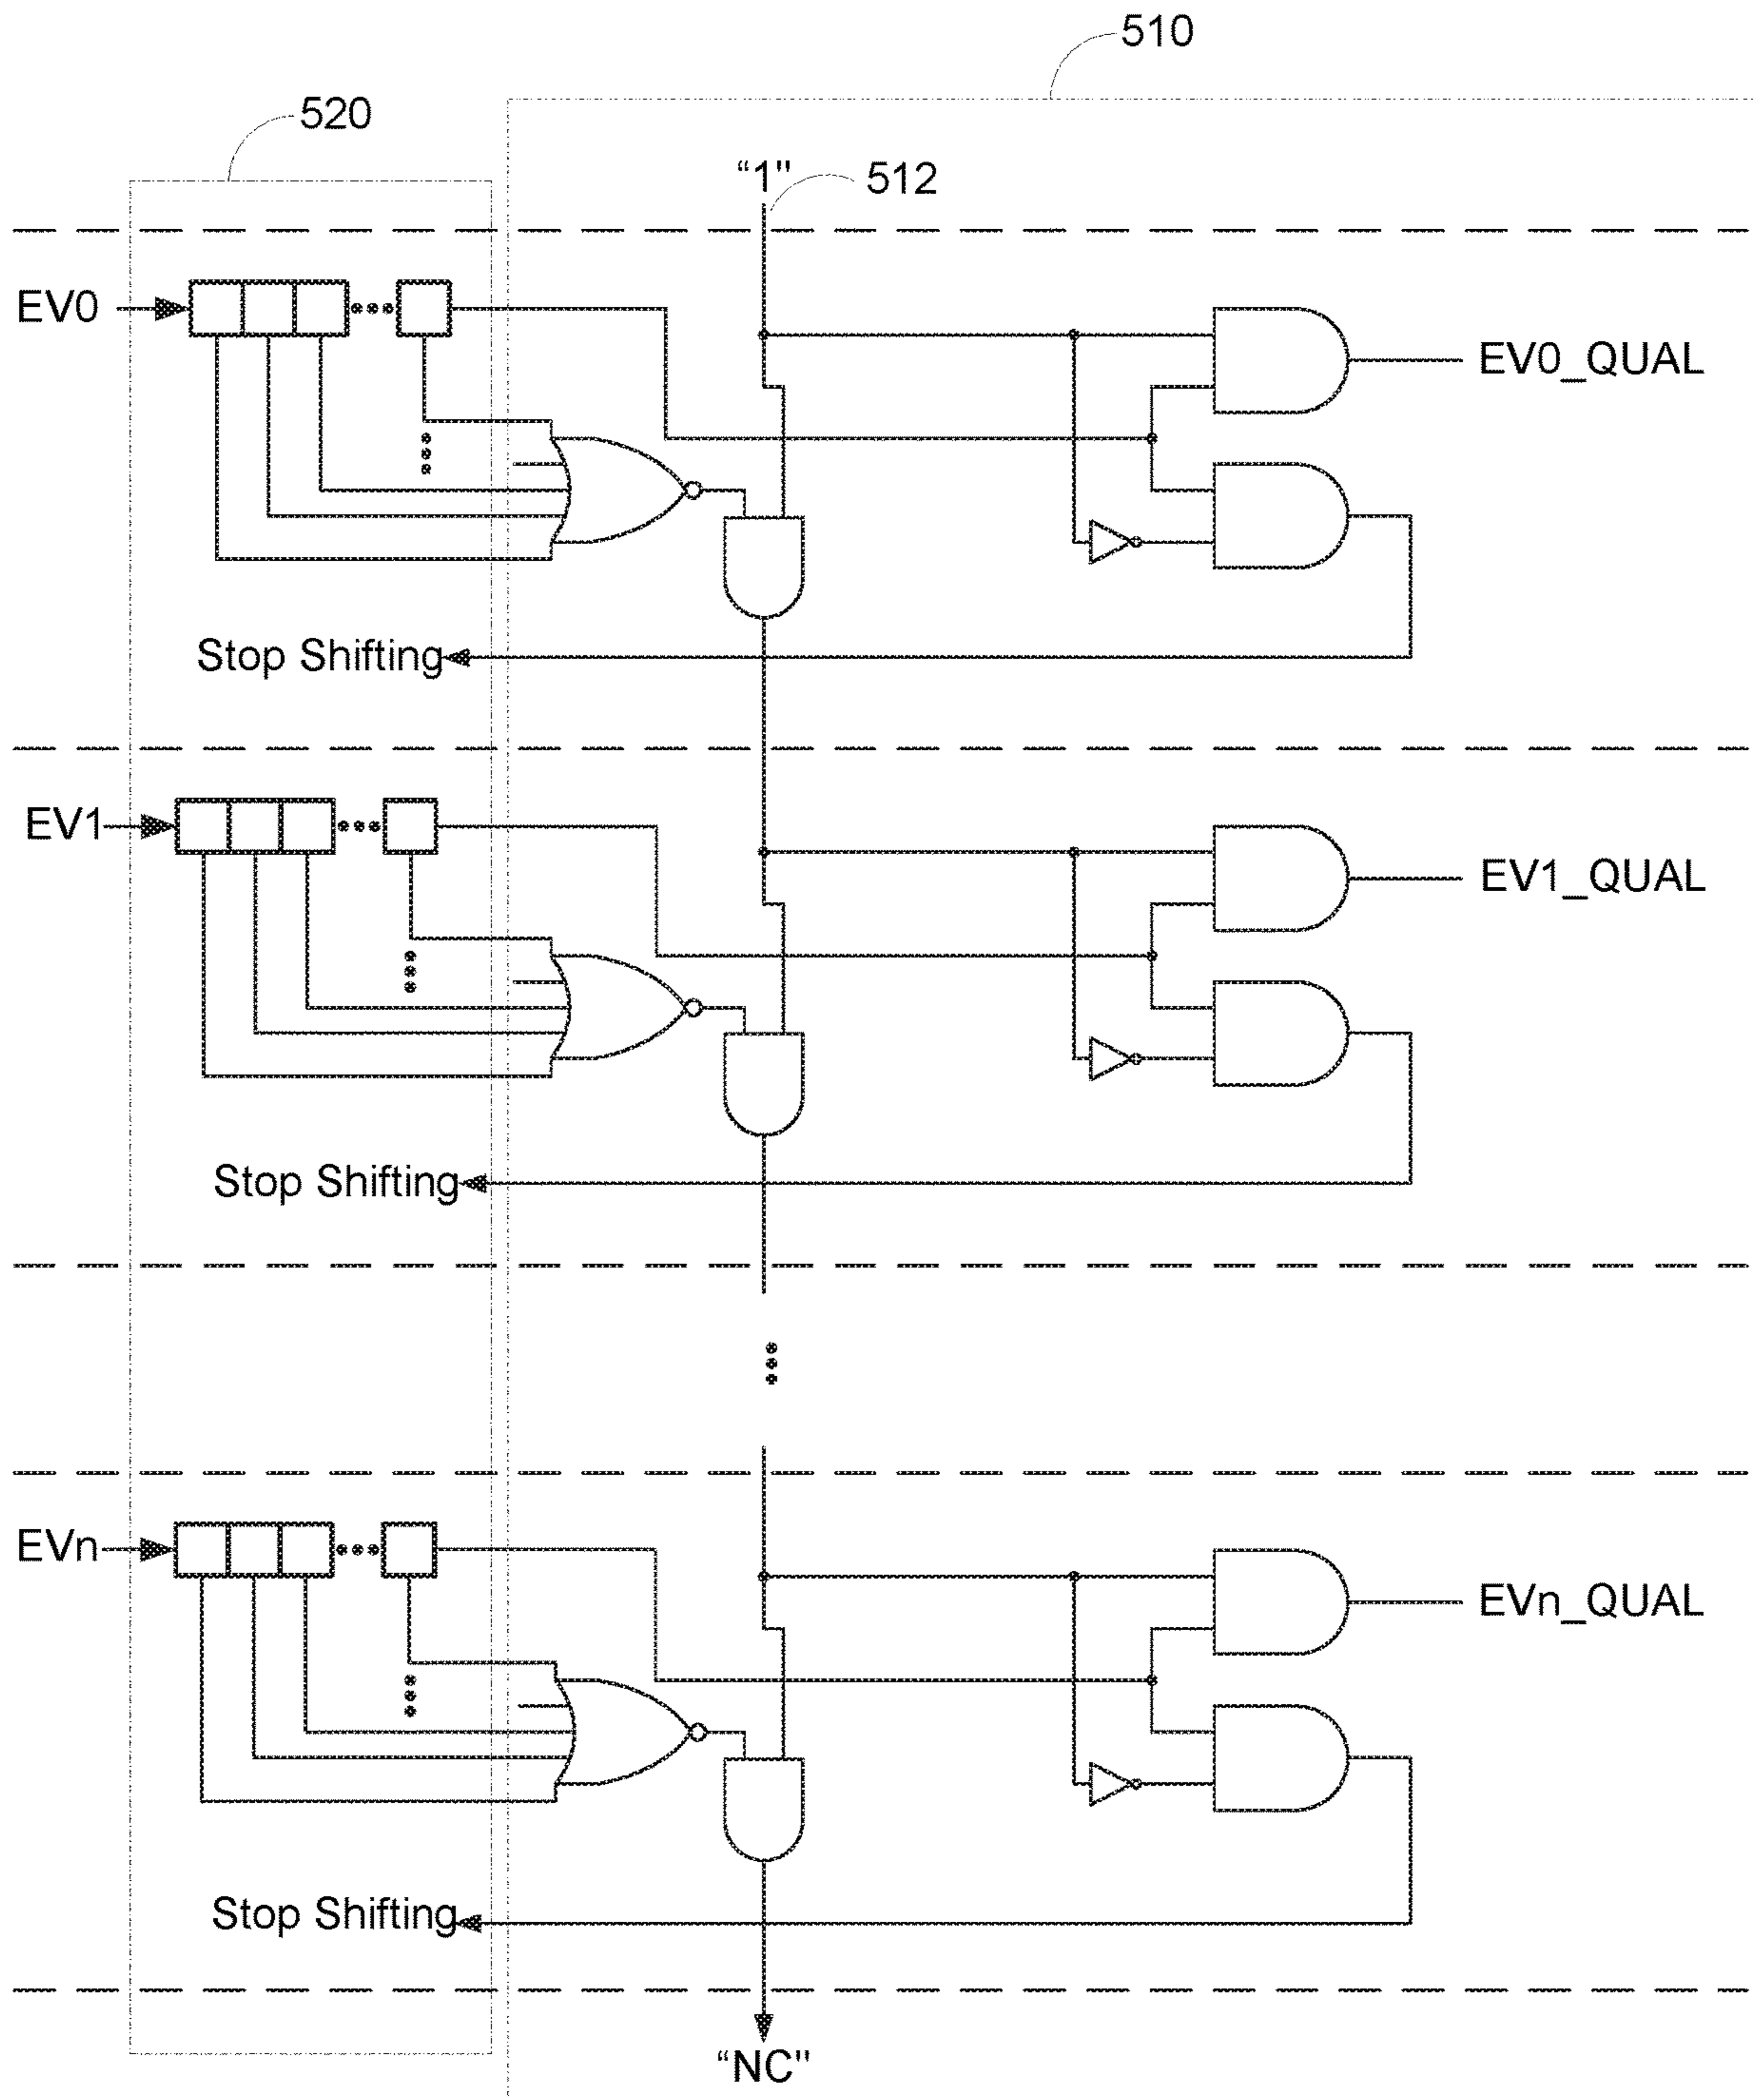 510
520
“1”
512
EV0
EV0_QUAL
Stop Shifting
EV1
EV1_QUAL
Stop Shifting
EVn
EVn_QUAL
Stop Shifting
“NC”